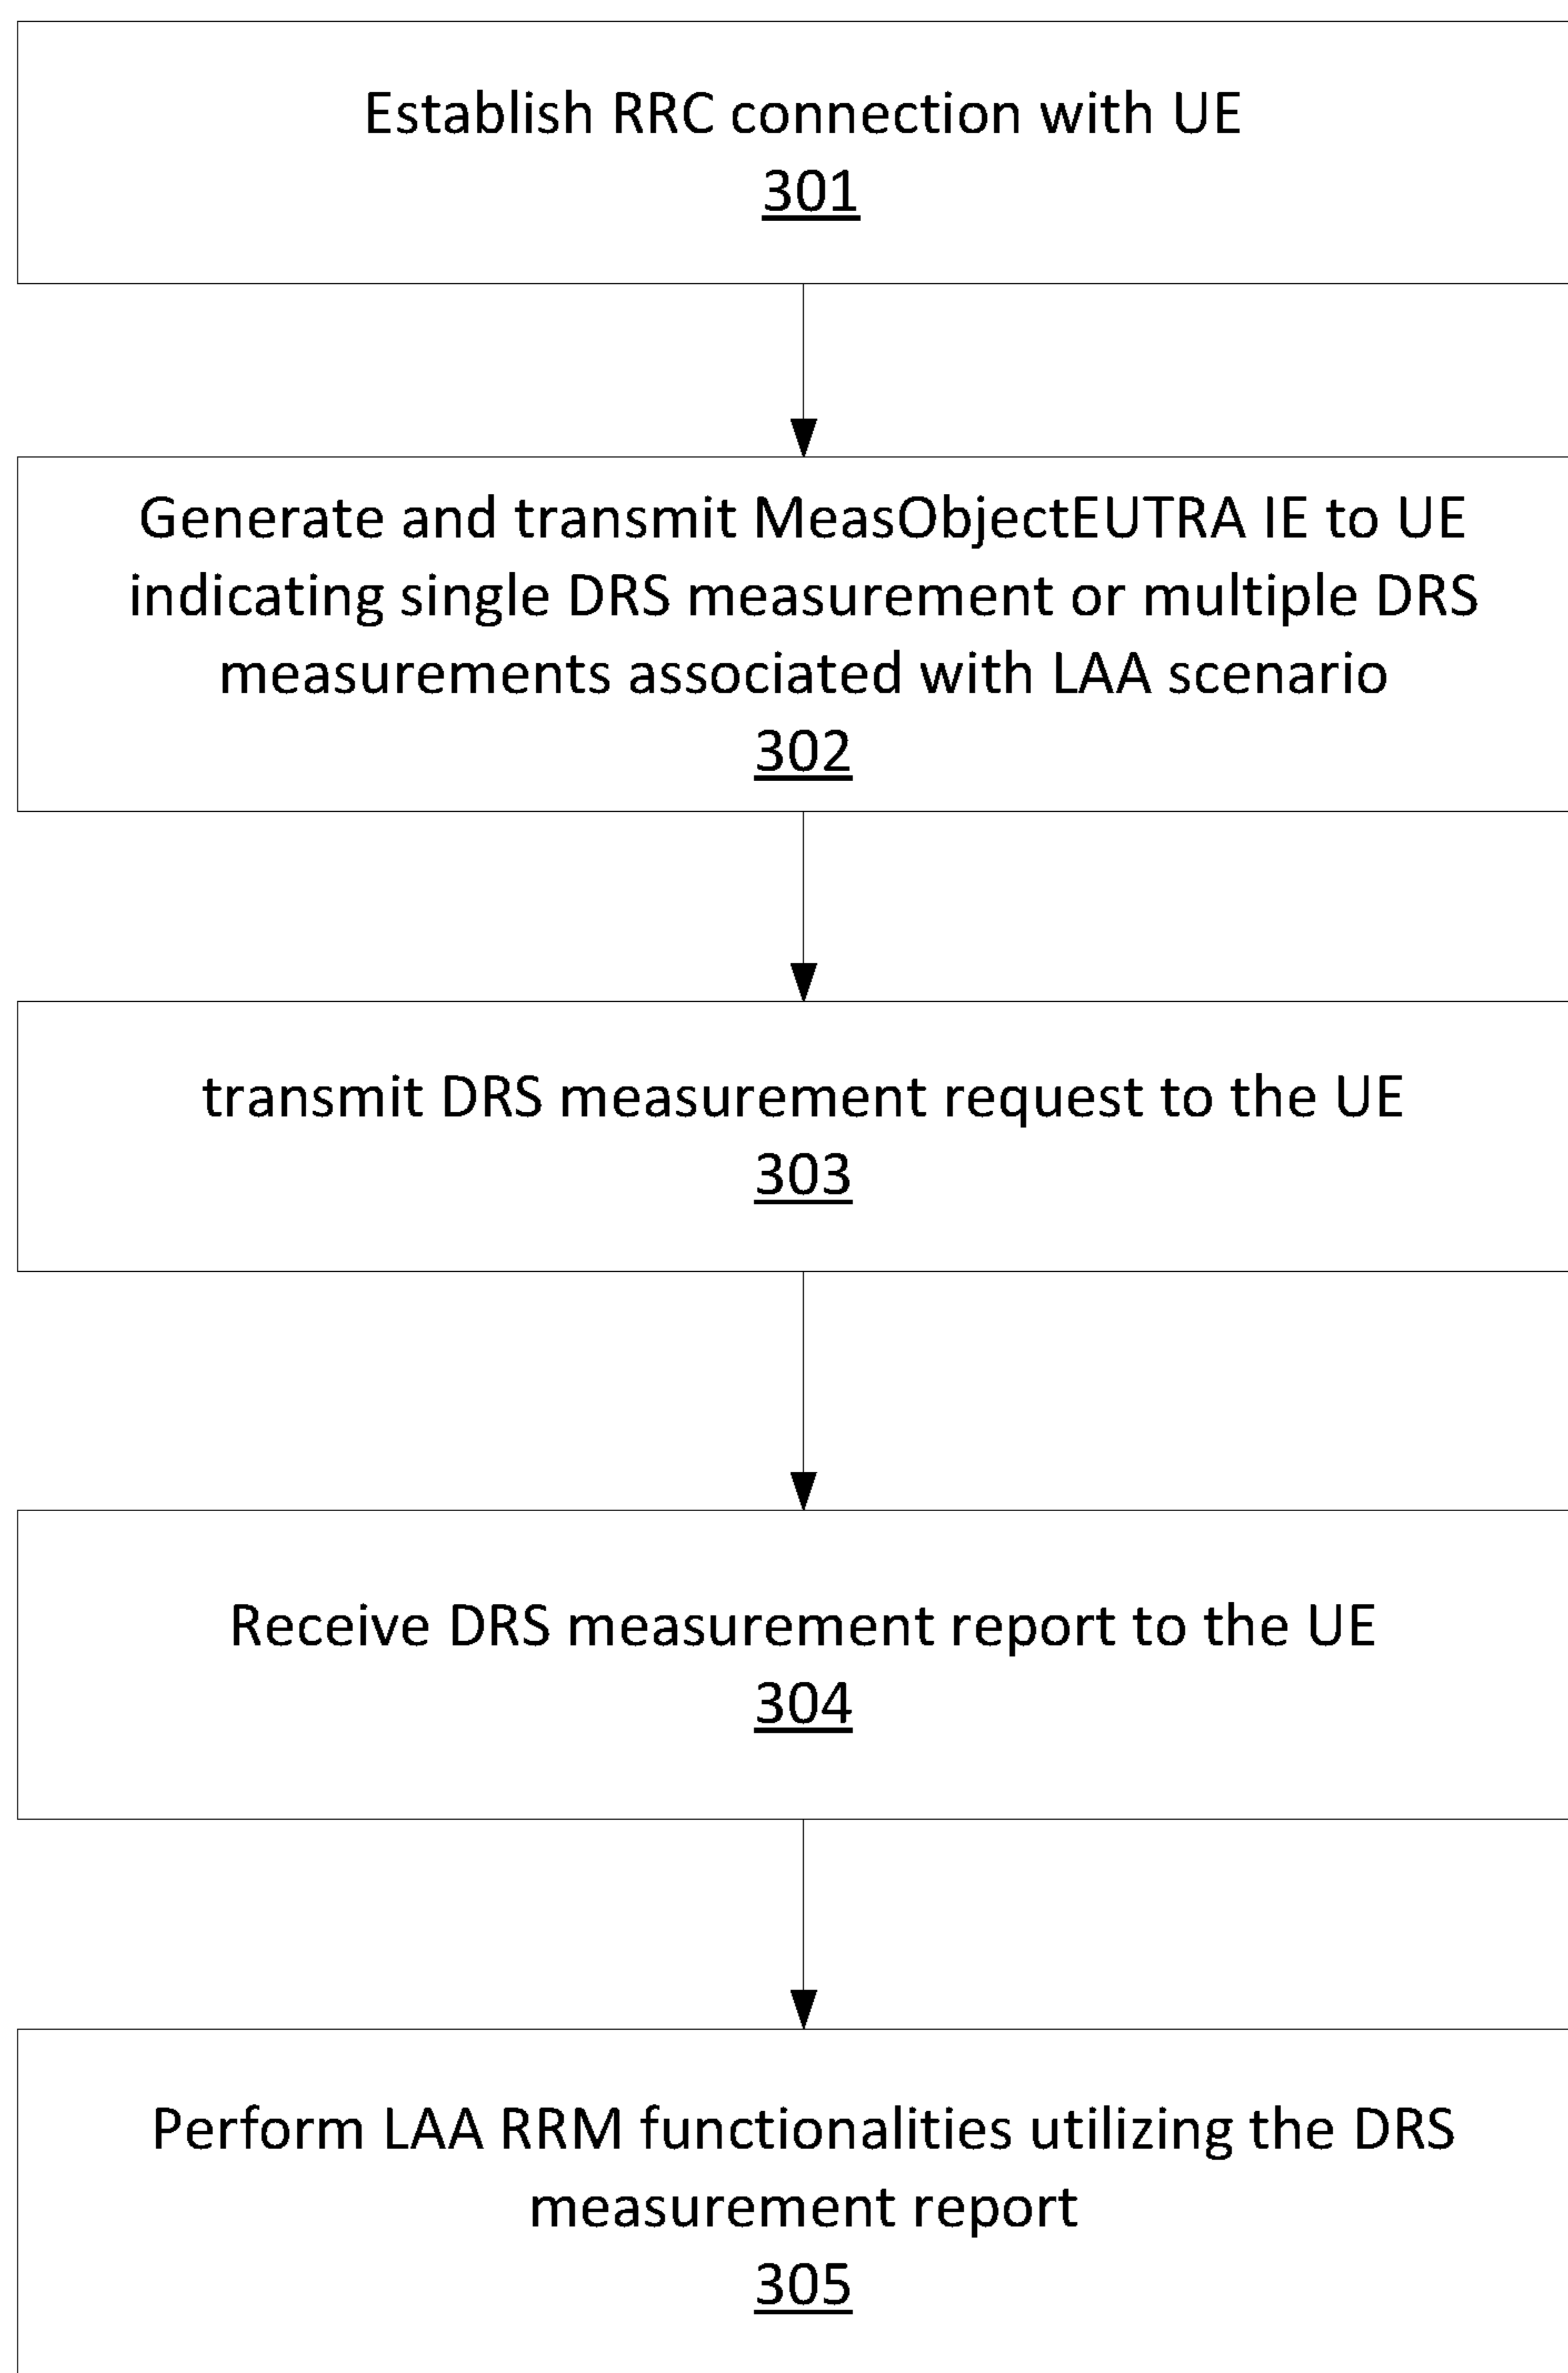 Establish RRC connection with UE
301
Generate and transmit MeasObjectEUTRA IE to UE
indicating single DRS measurement or multiple DRS
measurements associated with LAA scenario
302
transmit DRS measurement request to the UE
303
Receive DRS measurement report to the UE
304
Perform LAA RRM functionalities utilizing the DRS
measurement report
305